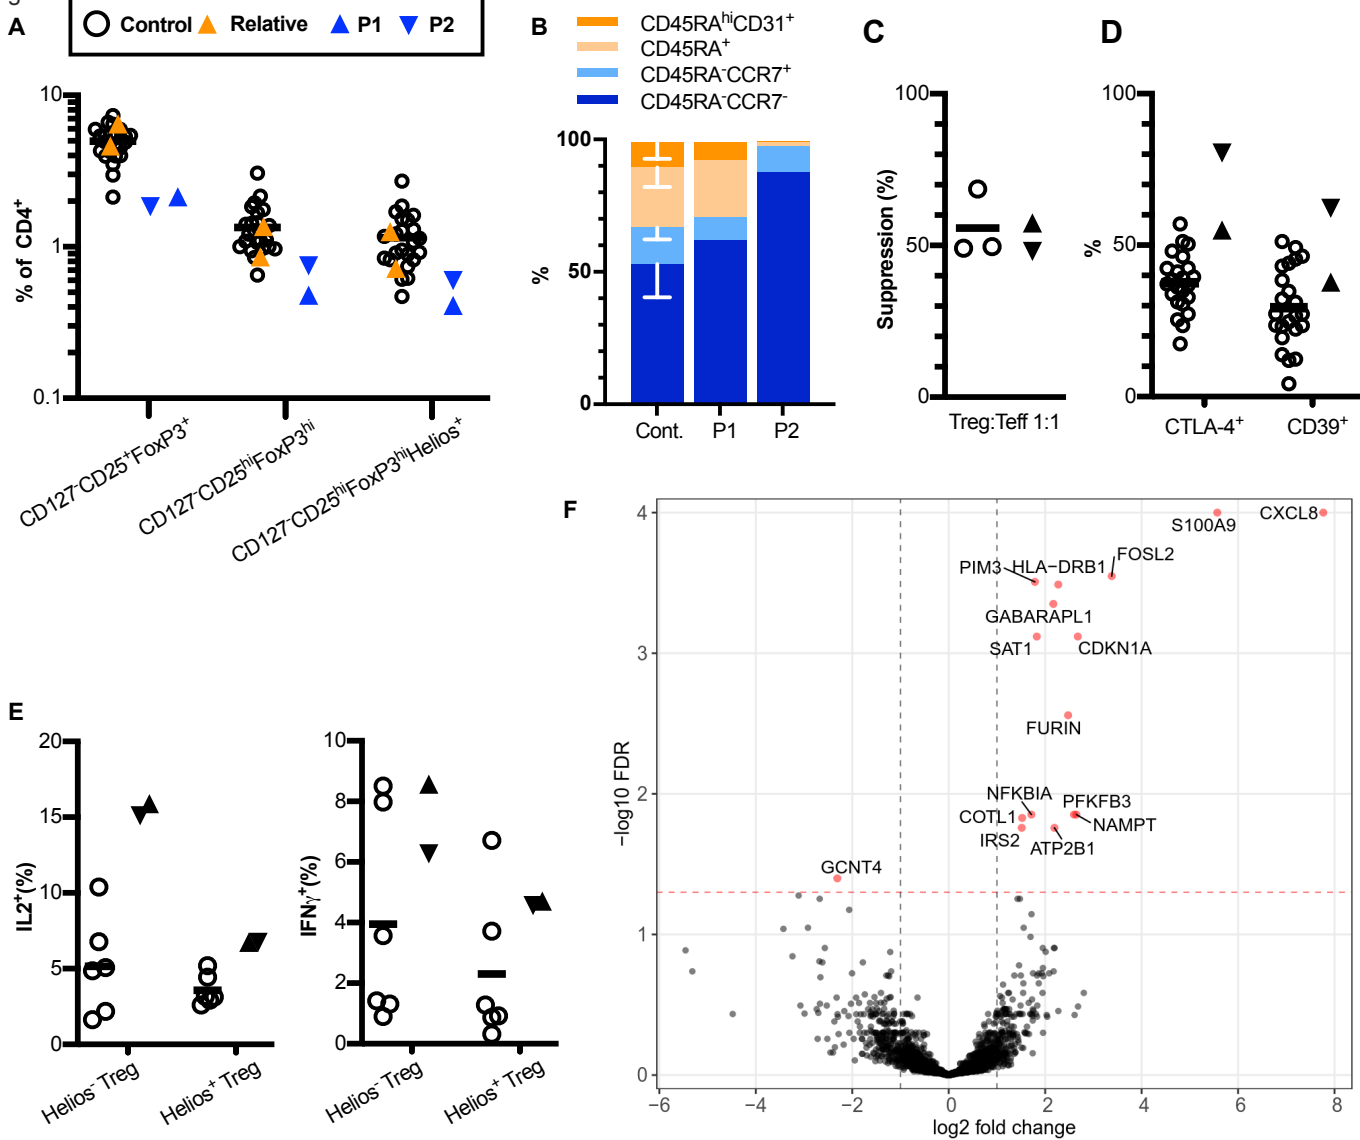 A
Control Relative P1 P2
% of CD4+
10
1
0.1
CD127-CD25+FoxP3+
CD127-CD25hiFoxP3hi
CD127-CD25hiFoxP3hiHelios+
B
CD45RAhiCD31+
CD45RA+
CD45RA-CCR7+
CD45RA-CCR7-
%
100
50
0
Cont. P1 P2
C
Suppression (%)
100
50
0
Treg:Teff 1:1
D
%
100
50
0
CTLA-4+ CD39+
E
IL2+(%)
20
15
10
5
0
Helios- Treg Helios+ Treg
IFNγ+(%)
10
8
6
4
2
0
Helios- Treg Helios+ Treg
F
−log10 FDR
4
3
2
1
0
S100A9 CXCL8
FOSL2
PIM3 HLA−DRB1
GABARAPL1
SAT1 CDKN1A
FURIN
NFKBIA PFKFB3
COTL1 NAMPT
IRS2 ATP2B1
GCNT4
−6 −4 −2 0 2 4 6 8
log2 fold change